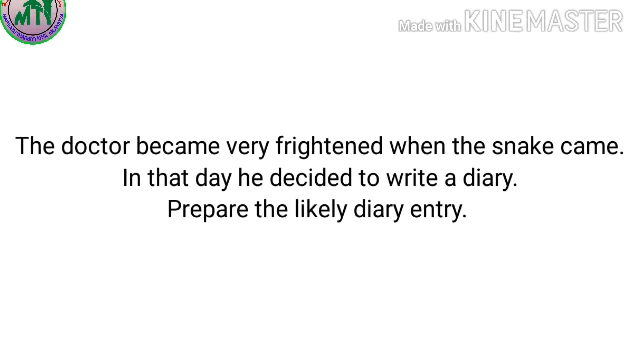 MTN
Made with KINEMASTER
The doctor became very frightened when the snake came.
In that day he decided to write a diary.
Prepare the likely diary entry.